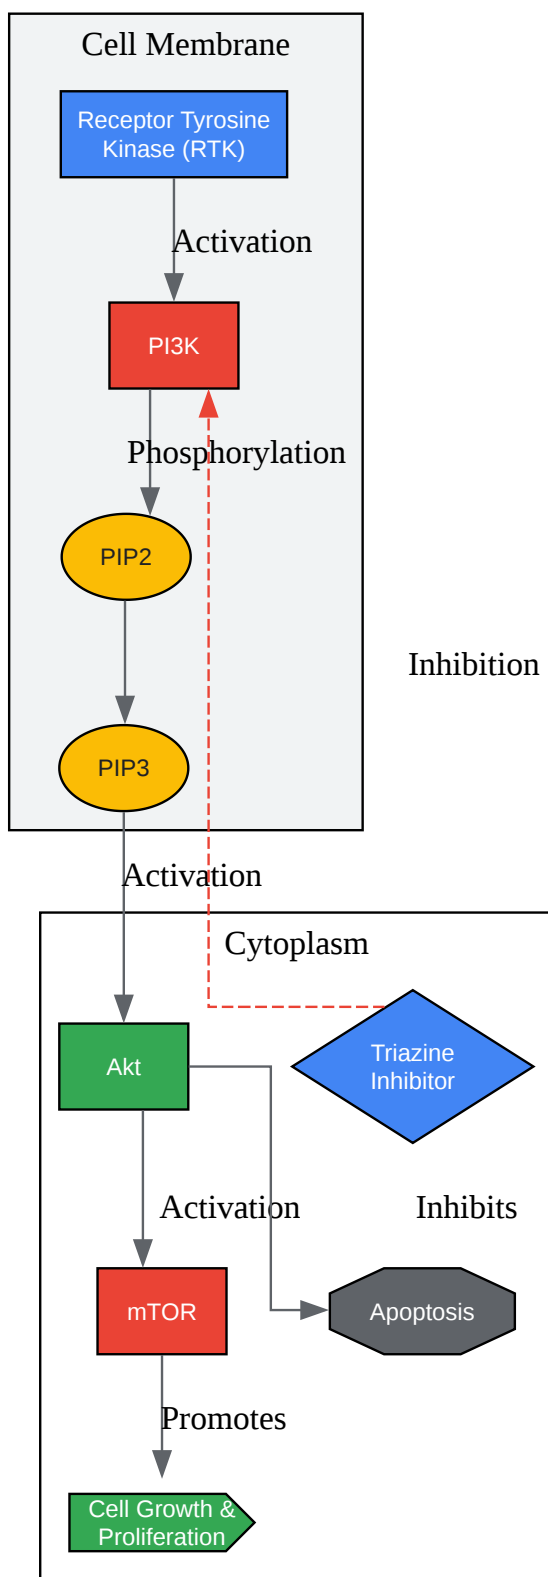 Cell Membrane
Receptor Tyrosine
Kinase (RTK)
Activation
PI3K
Phosphorylation
PIP2
Inhibition
PIP3
Activation
Cytoplasm
Akt
Triazine
Inhibitor
Activation
Inhibits
mTOR
Apoptosis
Promotes
Cell Growth &
Proliferation